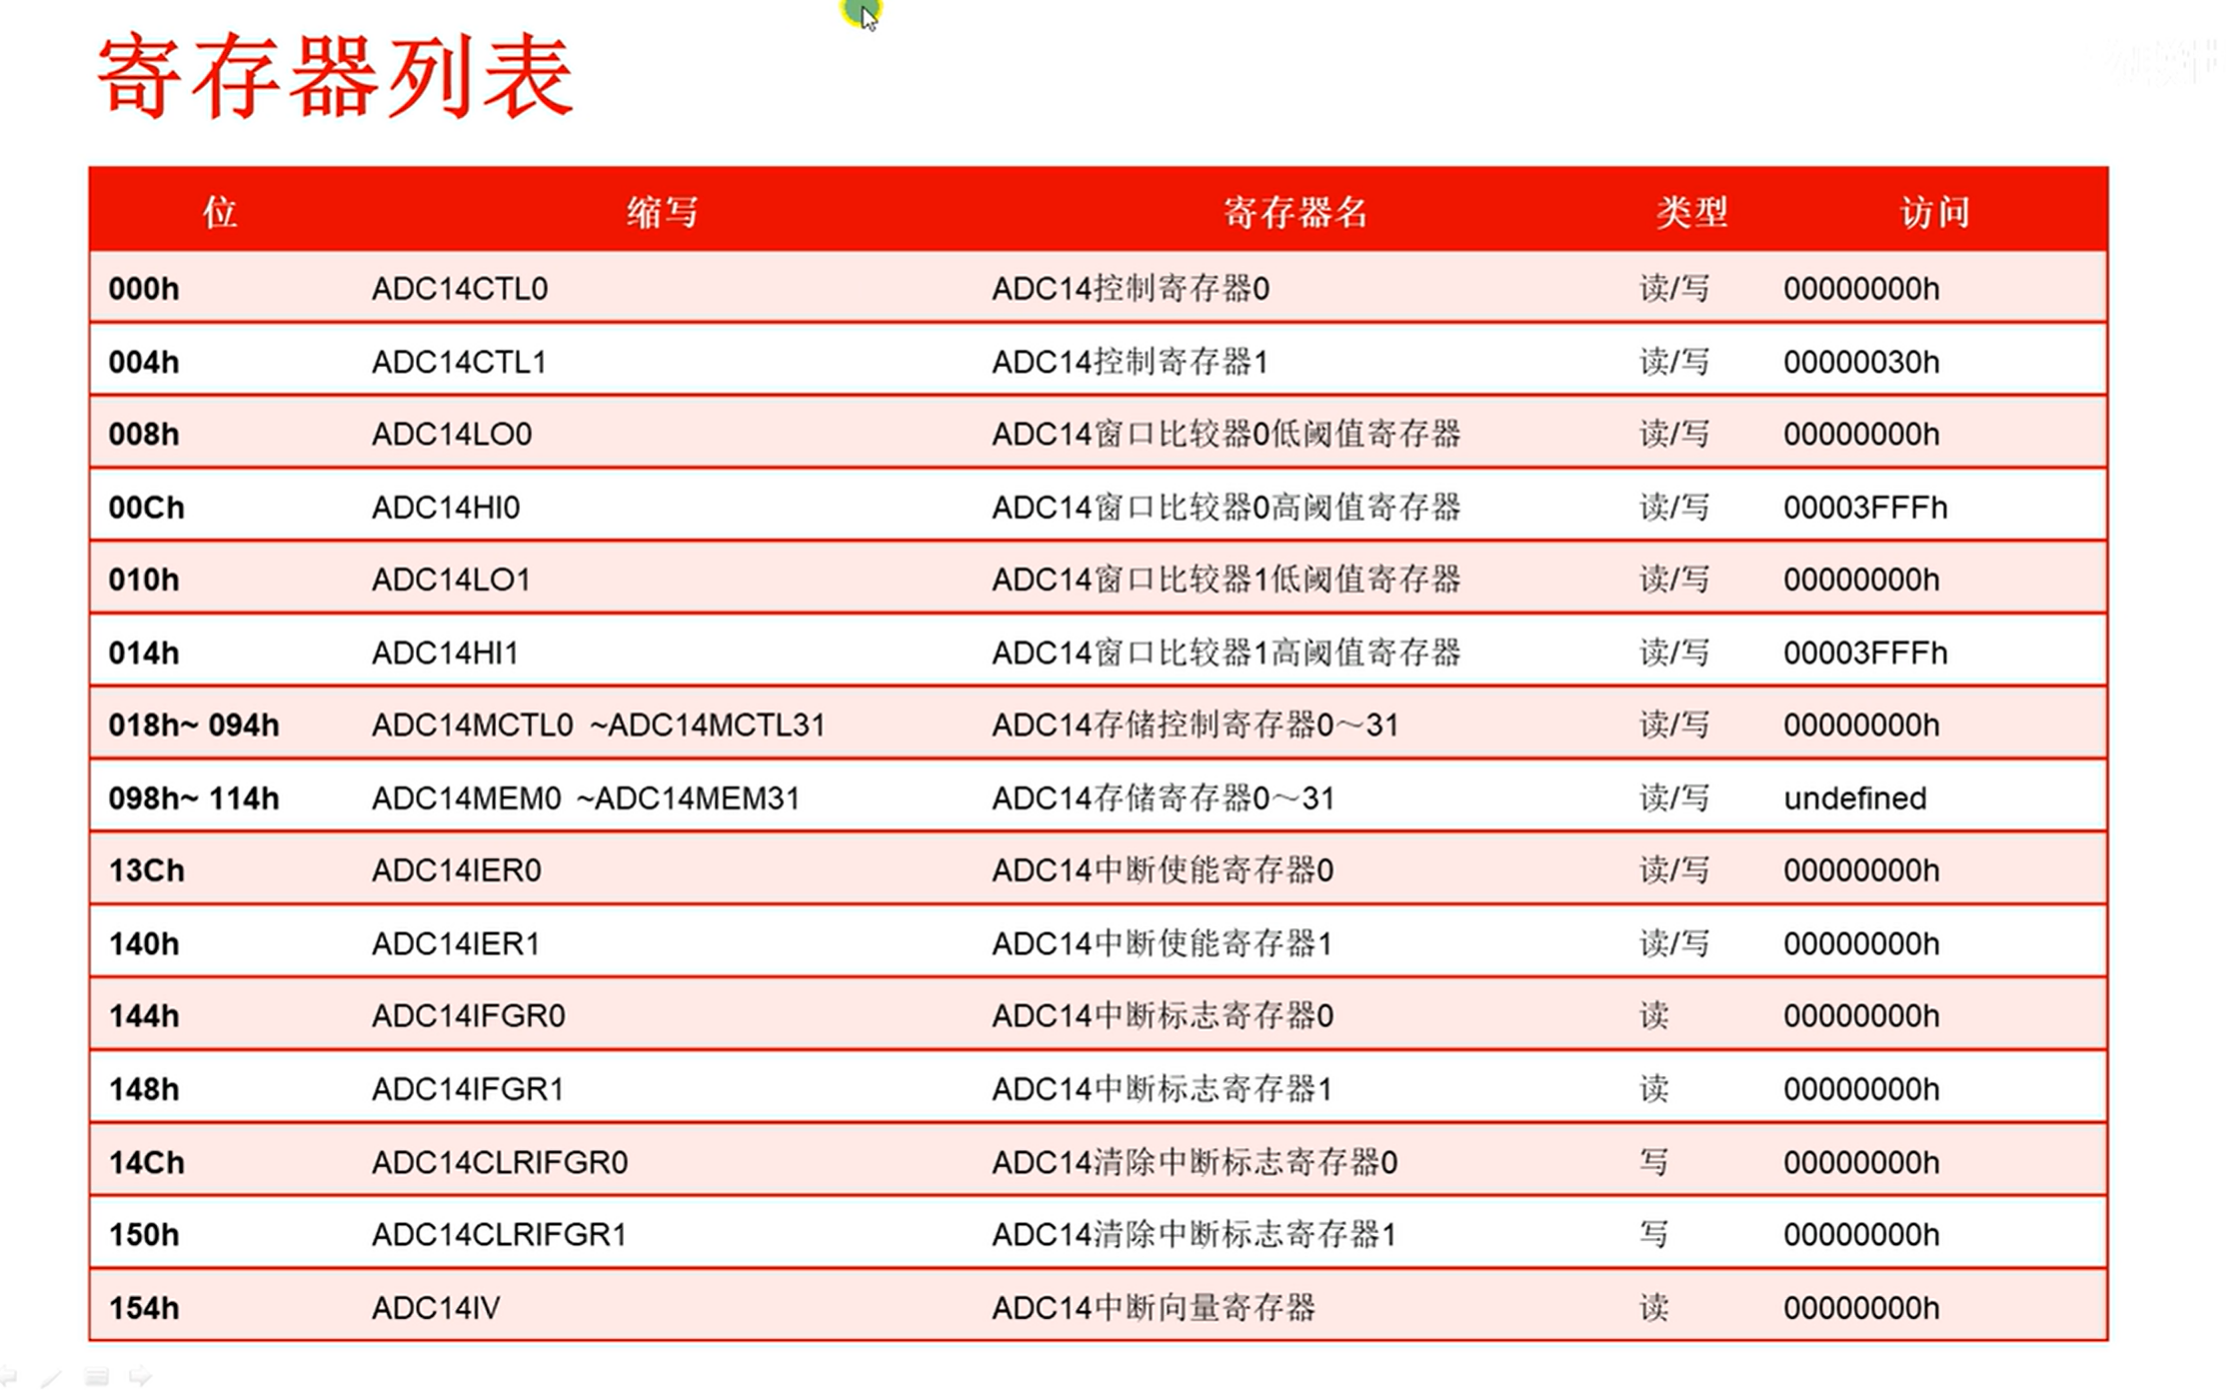 寄存器列表
位 缩写 寄存器名 类型 访问
000h ADC14CTL0 ADC14控制寄存器0 读/写 00000000h
004h ADC14CTL1 ADC14控制寄存器1 读/写 00000030h
008h ADC14LO0 ADC14窗口比较器0低阈值寄存器 读/写 00000000h
00Ch ADC14HI0 ADC14窗口比较器0高阈值寄存器 读/写 00003FFFh
010h ADC14LO1 ADC14窗口比较器1低阈值寄存器 读/写 00000000h
014h ADC14HI1 ADC14窗口比较器1高阈值寄存器 读/写 00003FFFh
018h~ 094h ADC14MCTL0 ~ADC14MCTL31 ADC14存储控制寄存器0～31 读/写 00000000h
098h~ 114h ADC14MEM0 ~ADC14MEM31 ADC14存储寄存器0～31 读/写 undefined
13Ch ADC14IER0 ADC14中断使能寄存器0 读/写 00000000h
140h ADC14IER1 ADC14中断使能寄存器1 读/写 00000000h
144h ADC14IFGR0 ADC14中断标志寄存器0 读 00000000h
148h ADC14IFGR1 ADC14中断标志寄存器1 读 00000000h
14Ch ADC14CLRIFGR0 ADC14清除中断标志寄存器0 写 00000000h
150h ADC14CLRIFGR1 ADC14清除中断标志寄存器1 写 00000000h
154h ADC14IV ADC14中断向量寄存器 读 00000000h